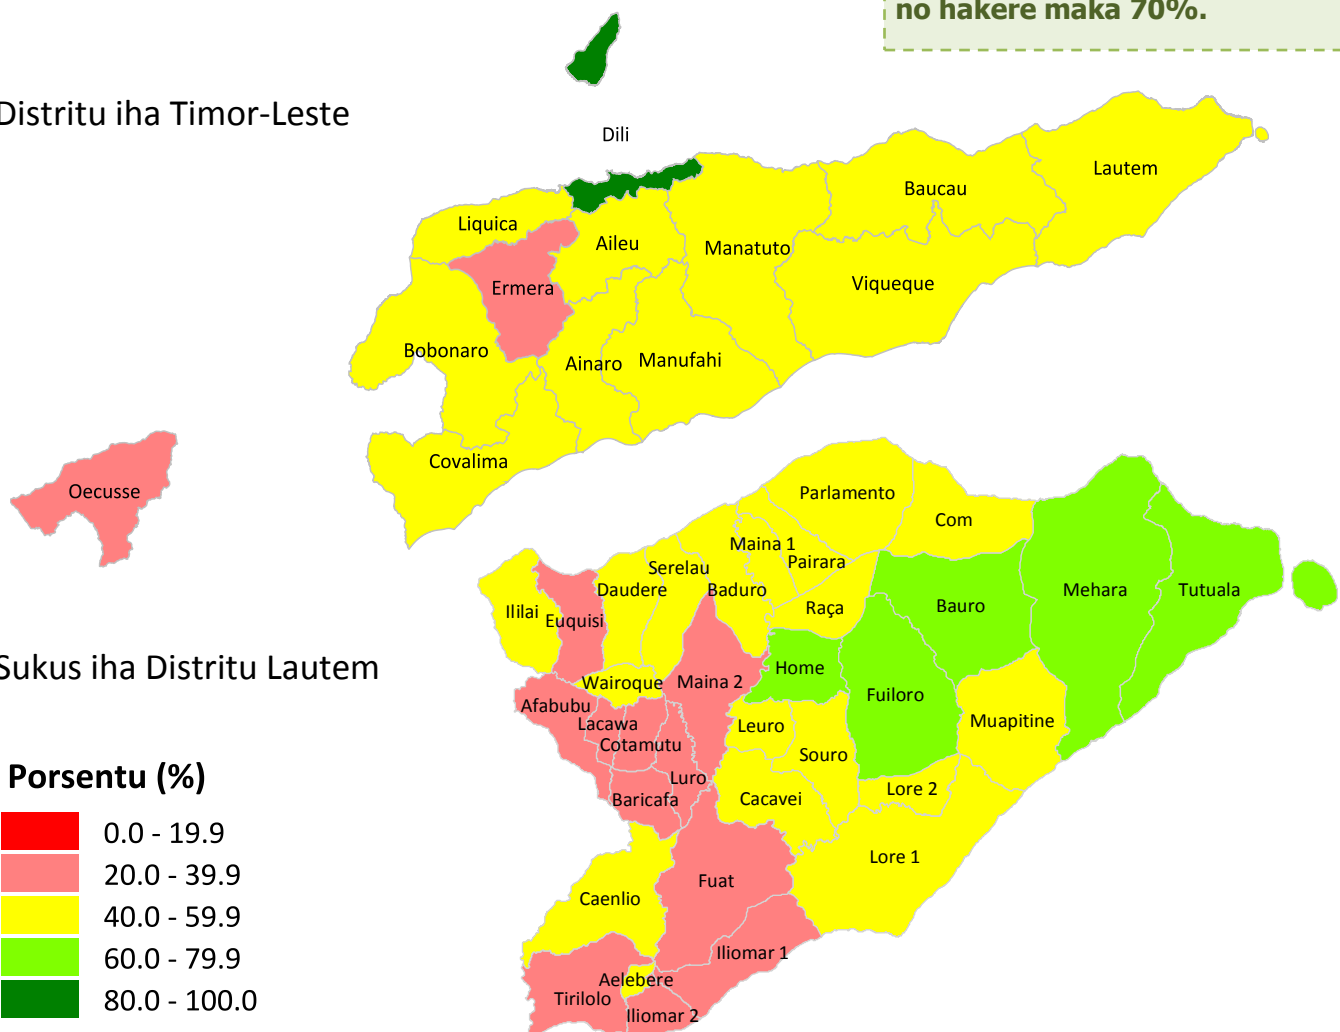 no hakere maka 70%.
Distritu iha Timor-Leste
Dili
Lautem
Baucau
Liquica
Aileu
Manatuto
Viqueque
Ermera
Bobonaro
Ainaro
Manufahi
Covalima
Oecusse
Parlamento
Com
Maina 1
Pairara
Serelau
Daudere
Baduro
Mehara
Tutuala
Ililai
Euquisi
Raça
Bauro
Sukus iha Distritu Lautem
Home
Wairoque
Maina 2
Fuiloro
Afabubu
Lacawa
Leuro
Muapitine
Cotamutu
Souro
Luro
Lore 2
Baricafa
Cacavei
Lore 1
Fuat
Caenlio
Iliomar 1
Aelebere
Tirilolo
Iliomar 2
Porsentu (%)
0.0 - 19.9
20.0 - 39.9
40.0 - 59.9
60.0 - 79.9
80.0 - 100.0